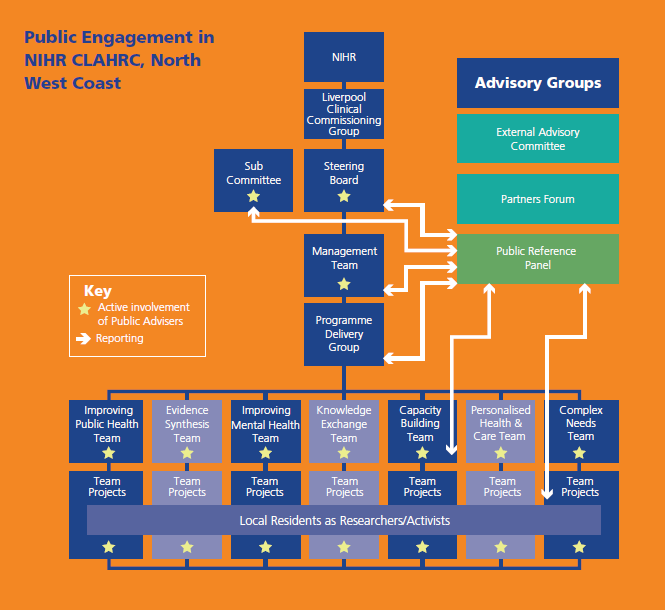 Public Engagement in
NIHR CLAHRC, North
West Coast
NIHR
Liverpool
Clinical
Commissioning
Group
Sub
Committee
Steering
Board
Management
Team
Programme
Delivery
Group
Advisory Groups
External Advisory
Committee
Partners Forum
Public Reference
Panel
Key
Active involvement
of Public Advisers
Reporting
Improving
Public Health
Team
Evidence
Synthesis
Team
Improving
Mental Health
Team
Knowledge
Exchange
Team
Capacity
Building
Team
Personalised
Health &
Care Team
Complex
Needs
Team
Team
Projects
Team
Projects
Team
Projects
Team
Projects
Team
Projects
Team
Projects
Team
Projects
Local Residents as Researchers/Activists